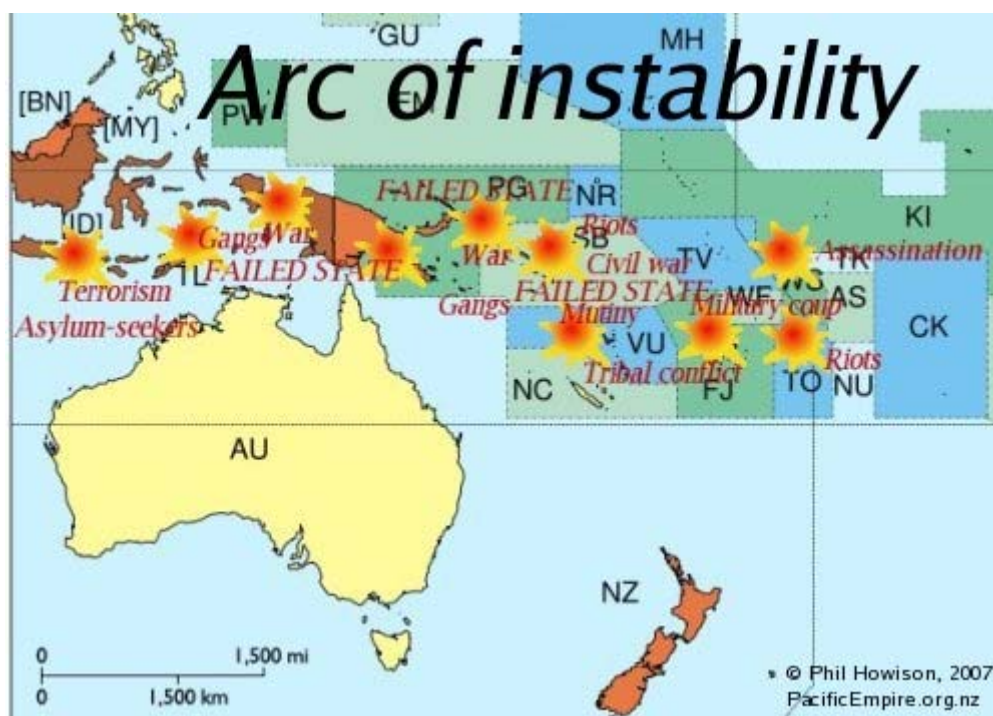 Arc of instability
GU
MH
[BN]
[MY]
PW
FM
FAILED STATE
PG
NR
KI
[ID]
Gangs
War
Riots
SB
TV
Assassination
TK
TL
FAILED STATE
War
Civil war
Terrorism
FAILED STATE
WF
WS
AS
Asylum-seekers
Gangs
Mutiny
Military coup
CK
VU
Tribal conflict
Riots
NC
FJ
TO
NU
AU
NZ
0 1,500 mi
0 1,500 km
© Phil Howison, 2007
PacificEmpire.org.nz